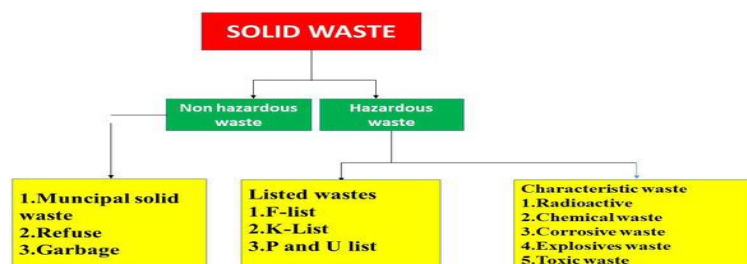 SOLID WASTE
Non hazardous
waste
Hazardous
waste
1.Muncipal solid
waste
2.Refuse
3.Garbage
Listed wastes
1.F-list
2.K-List
3.P and U list
Characteristic waste
1.Radioactive
2.Chemical waste
3.Corrosive waste
4.Explosives waste
5.Toxic waste